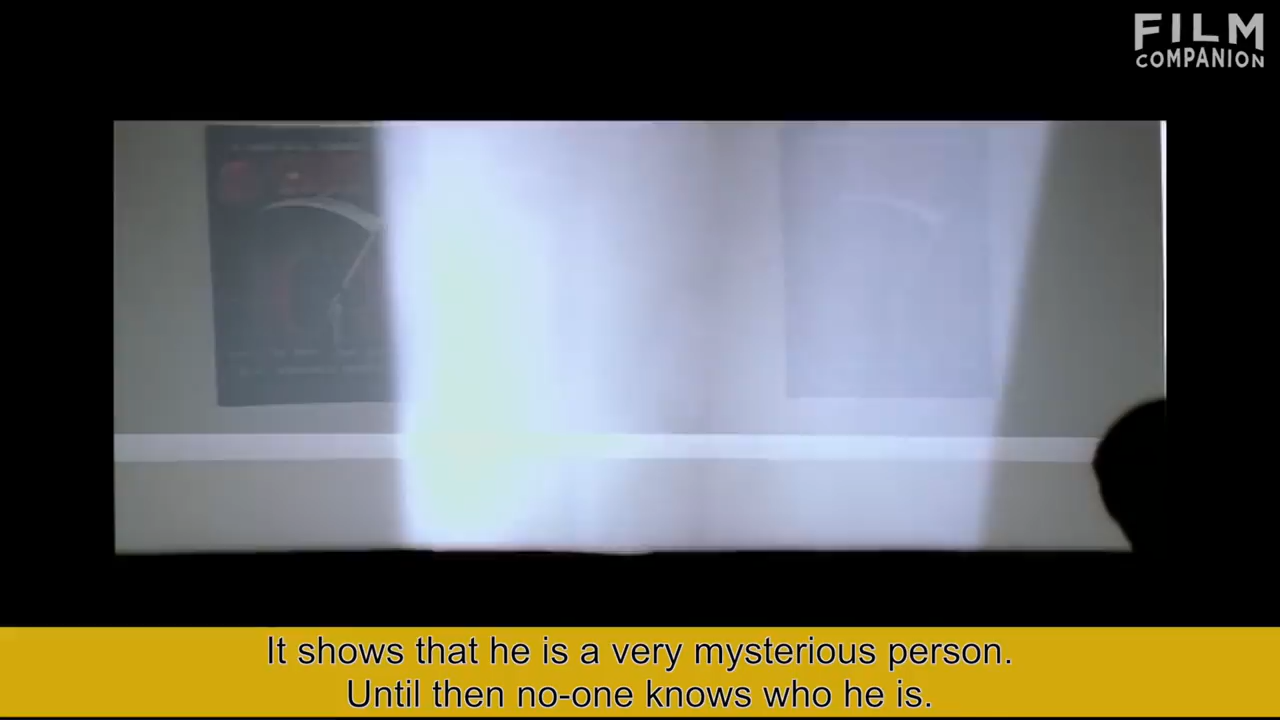 FILM
COMPANION
It shows that he is a very mysterious person.
Until then no-one knows who he is.